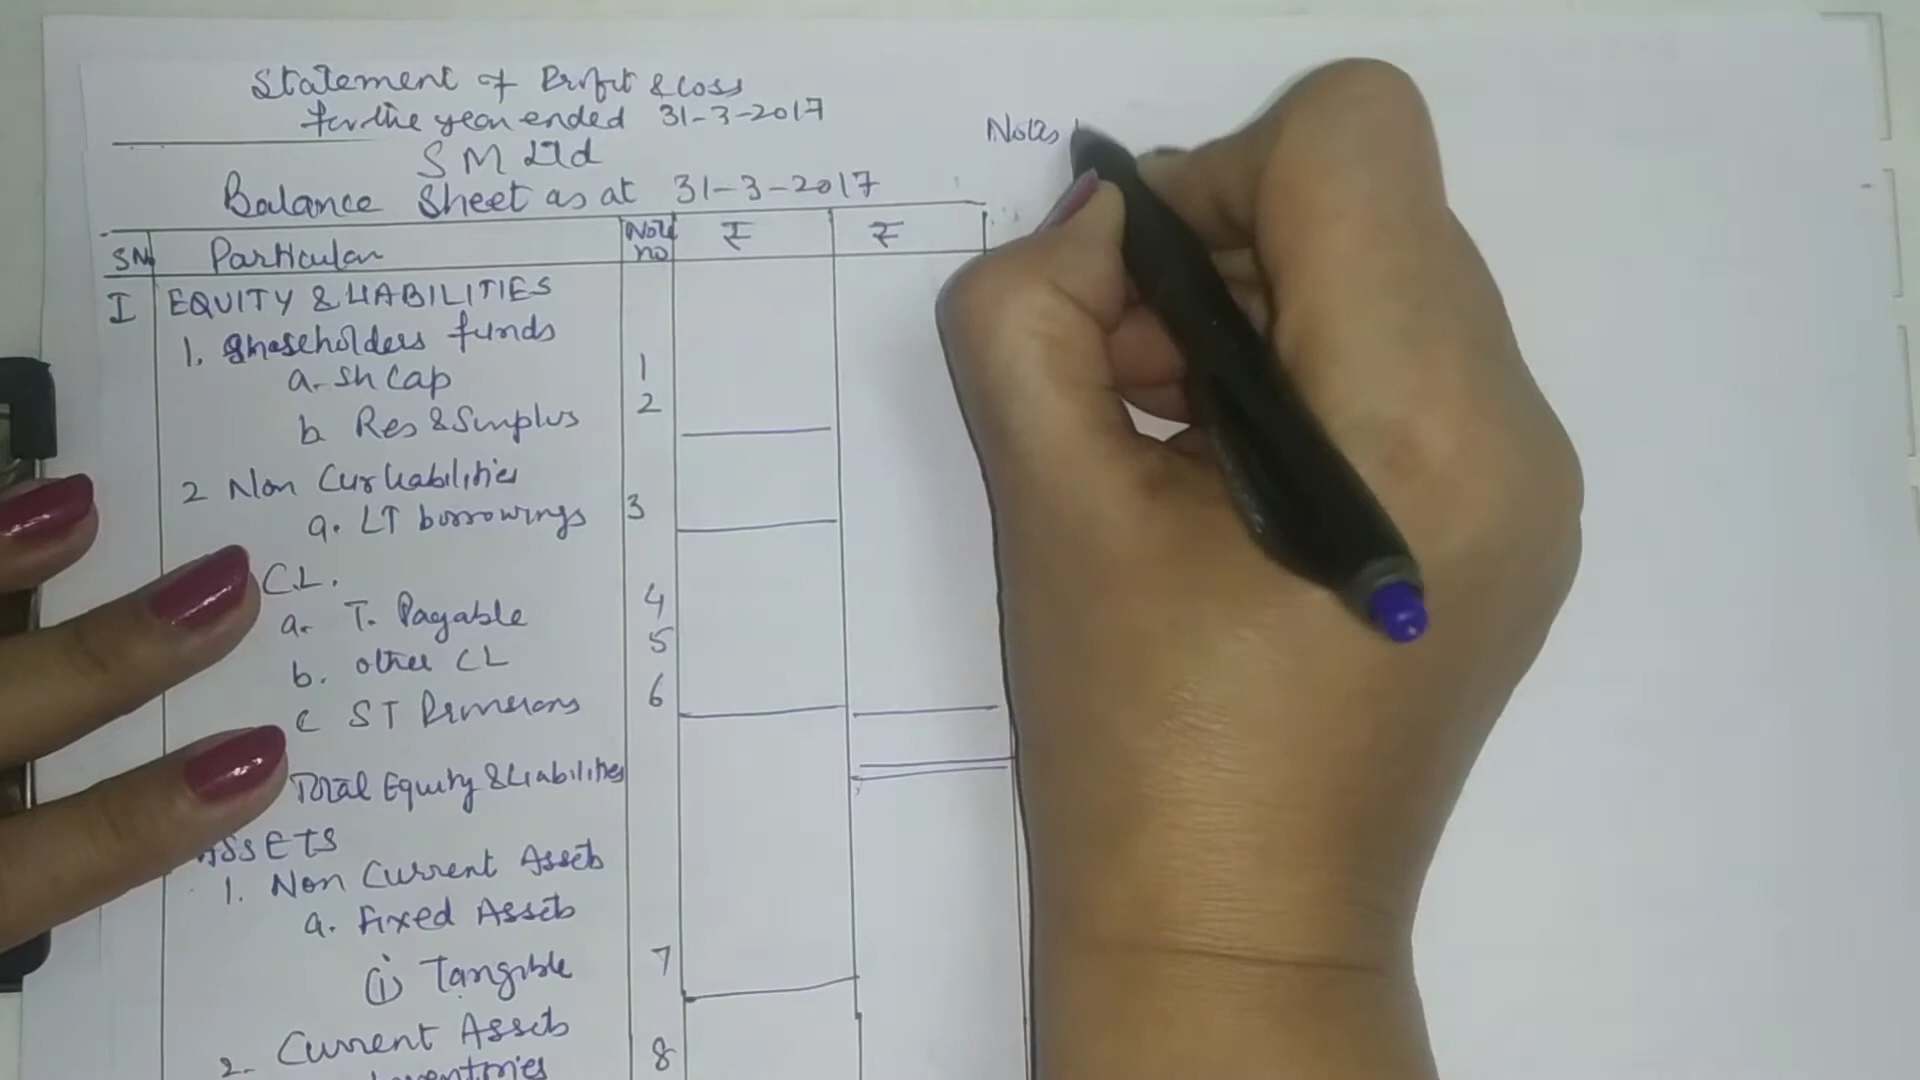 Statement of Profit & Loss
for the year ended 31-3-2017
SM Ltd
Balance Sheet as at 31-3-2017
SN Particular Note no ₹ ₹
I EQUITY & LIABILITIES
1. Shareholders funds
a. Sh Cap 1
b Res & Surplus 2
2 Non Cur Liabilities
a. LT borrowings 3
C.L.
a. T. Payable 4
b. other CL 5
c ST Provisions 6
Total Equity & Liabilities
ASSETS
1. Non Current Assets
a. Fixed Assets
(i) Tangible 7
2. Current Assets
Inventories 8
Notes